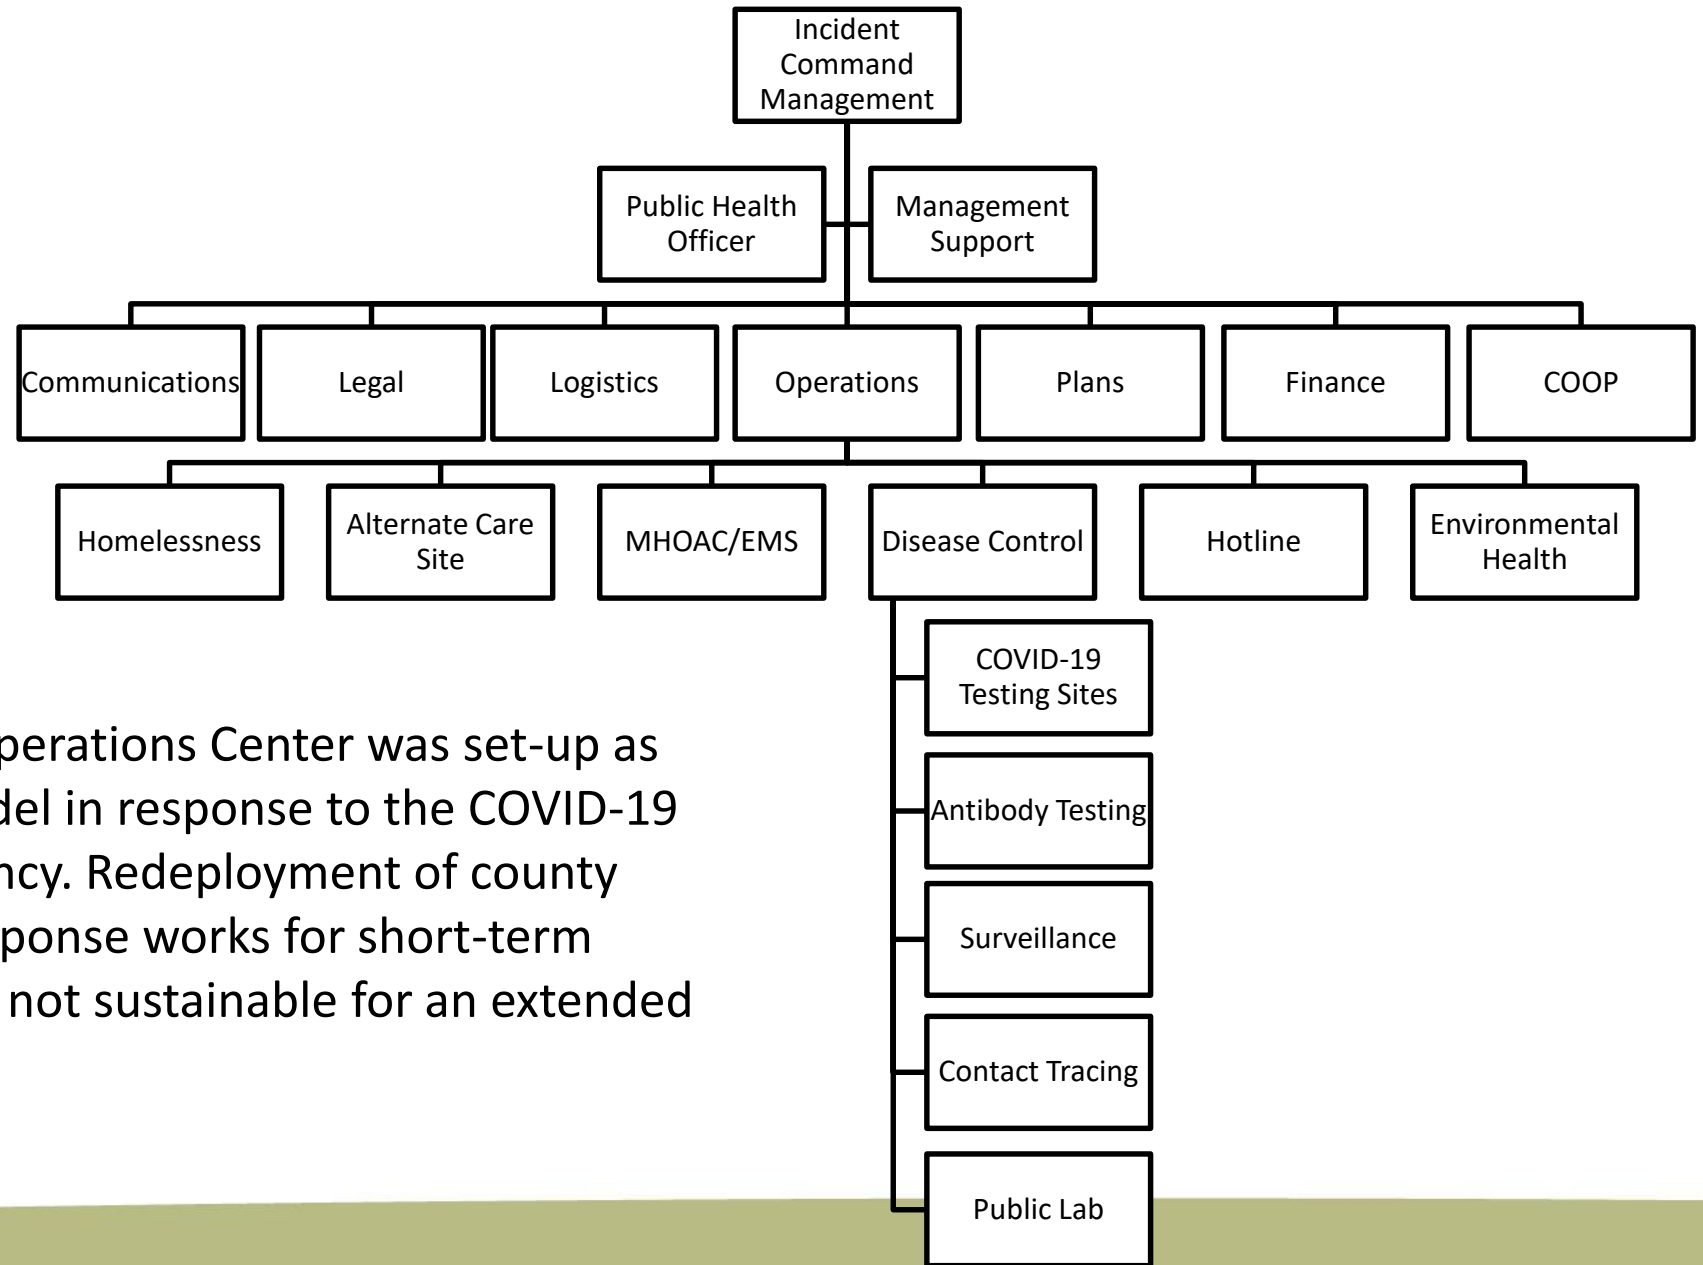 Incident
Command
Management
Public Health
Officer
Management
Support
Communications
Legal
Logistics
Operations
Plans
Finance
COOP
Homelessness
Alternate Care
Site
MHOAC/EMS
Disease Control
Hotline
Environmental
Health
COVID-19
Testing Sites
Antibody Testing
Surveillance
Contact Tracing
Public Lab
perations Center was set-up as
del in response to the COVID-19
ncy. Redeployment of county
ponse works for short-term
not sustainable for an extended